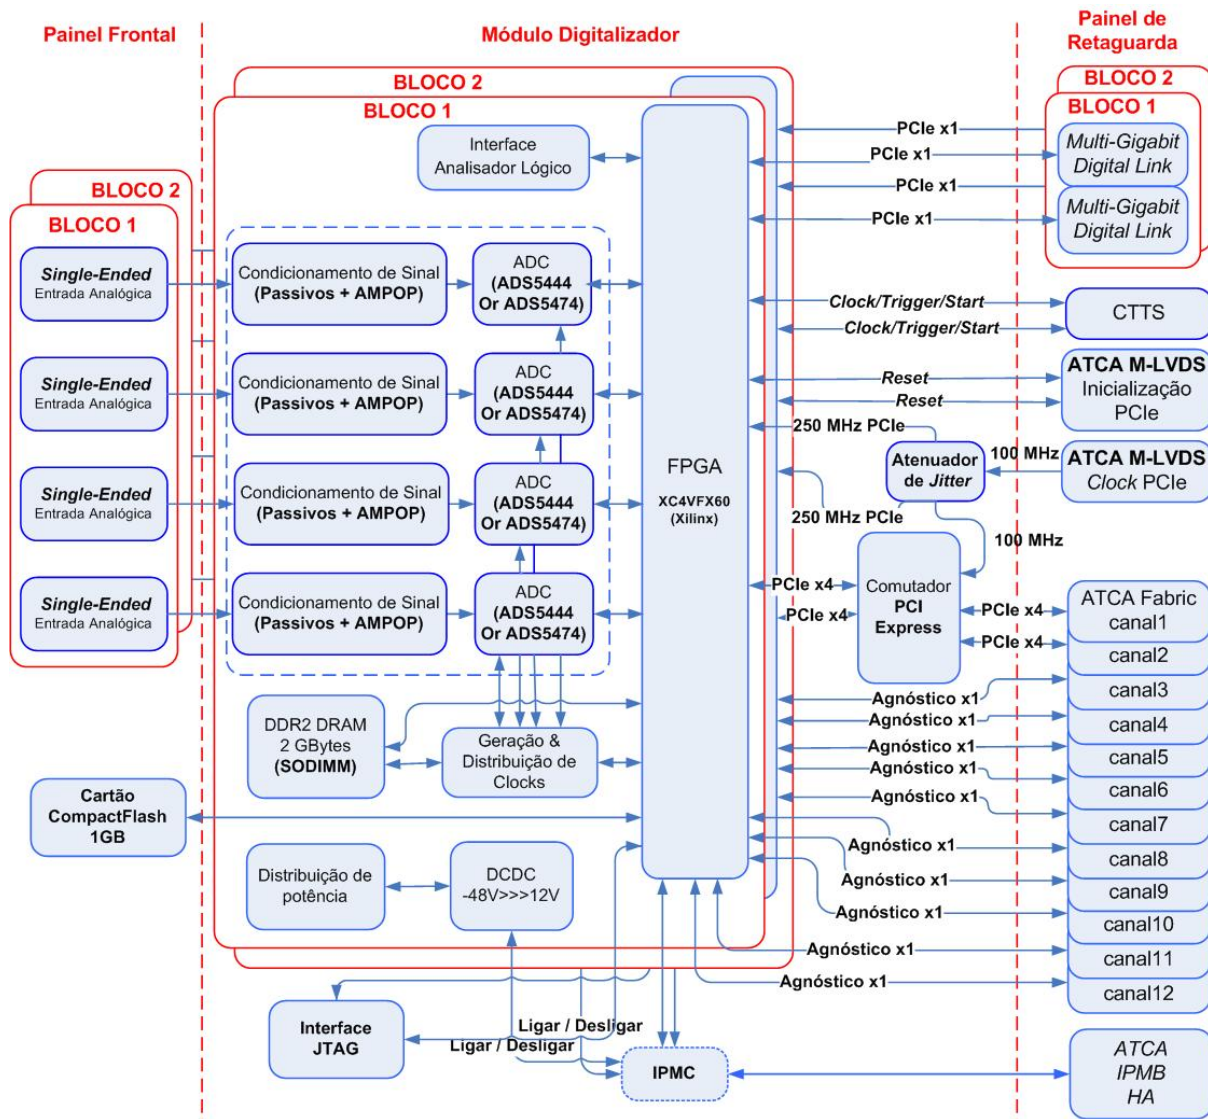 Painel Frontal
Módulo Digitalizador
Painel de
Retaguarda
BLOCO 2
BLOCO 1
BLOCO 2
BLOCO 1
BLOCO 2
BLOCO 1
Interface
Analisador Lógico
PCIe x1
PCIe x1
PCIe x1
PCIe x1
Multi-Gigabit
Digital Link
Multi-Gigabit
Digital Link
Single-Ended
Entrada Analógica
Condicionamento de Sinal
(Passivos + AMPOP)
ADC
(ADS5444
Or ADS5474)
Single-Ended
Entrada Analógica
Condicionamento de Sinal
(Passivos + AMPOP)
ADC
(ADS5444
Or ADS5474)
Single-Ended
Entrada Analógica
Condicionamento de Sinal
(Passivos + AMPOP)
ADC
(ADS5444
Or ADS5474)
Single-Ended
Entrada Analógica
Condicionamento de Sinal
(Passivos + AMPOP)
ADC
(ADS5444
Or ADS5474)
FPGA
XC4VFX60
(Xilinx)
Clock/Trigger/Start
Clock/Trigger/Start
CTTS
Reset
Reset
ATCA M-LVDS
Inicialização
PCIe
250 MHz PCIe
Atenuador
de Jitter
100 MHz
ATCA M-LVDS
Clock PCIe
250 MHz PCIe
100 MHz
PCIe x4
PCIe x4
Comutador
PCI
Express
PCIe x4
PCIe x4
ATCA Fabric
canal1
canal2
canal3
canal4
canal5
canal6
canal7
canal8
canal9
canal10
canal11
canal12
Agnóstico x1
Agnóstico x1
Agnóstico x1
Agnóstico x1
Agnóstico x1
Agnóstico x1
Agnóstico x1
Agnóstico x1
Agnóstico x1
Agnóstico x1
DDR2 DRAM
2 GBytes
(SODIMM)
Geração &
Distribuição de
Clocks
Cartão
CompactFlash
1GB
Distribuição de
potência
DCDC
-48V>>>12V
Interface
JTAG
Ligar / Desligar
Ligar / Desligar
IPMC
ATCA
IPMB
HA